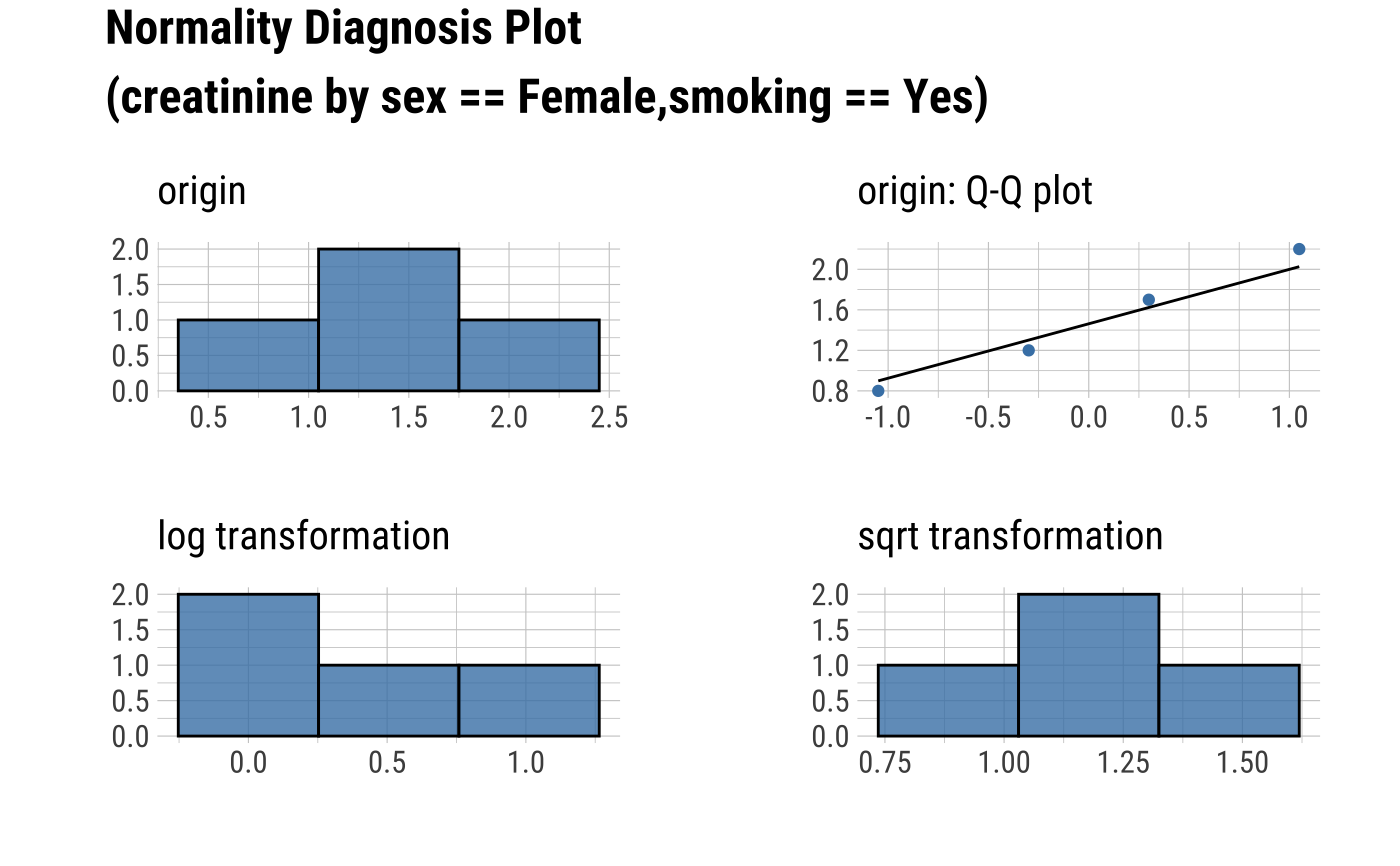 Normality Diagnosis Plot
(creatinine by sex == Female,smoking == Yes)
origin
2.0
1.5
1.0
0.5
0.0
0.5 1.0 1.5 2.0 2.5
origin: Q-Q plot
2.0
1.6
1.2
0.8
-1.0 -0.5 0.0 0.5 1.0
log transformation
2.0
1.5
1.0
0.5
0.0
0.0 0.5 1.0
sqrt transformation
2.0
1.5
1.0
0.5
0.0
0.75 1.00 1.25 1.50